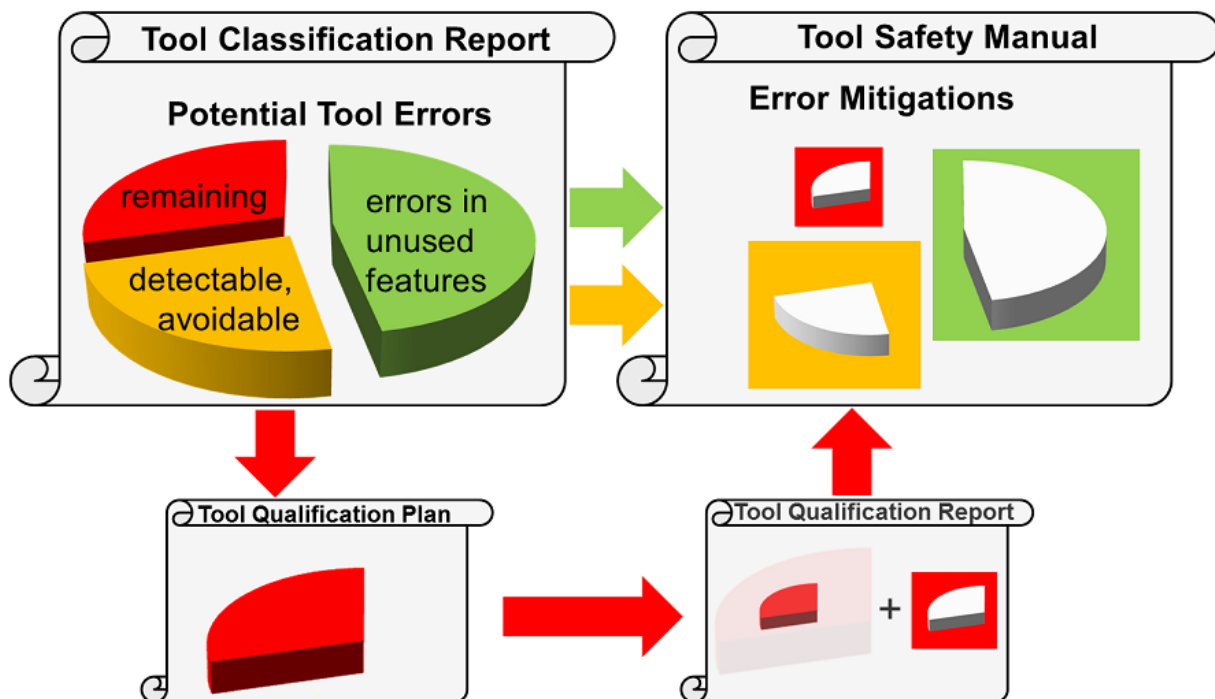 Tool Classification Report
Potential Tool Errors
remaining
errors in
unused
features
detectable,
avoidable
Tool Safety Manual
Error Mitigations
Tool Qualification Plan
Tool Qualification Report
+